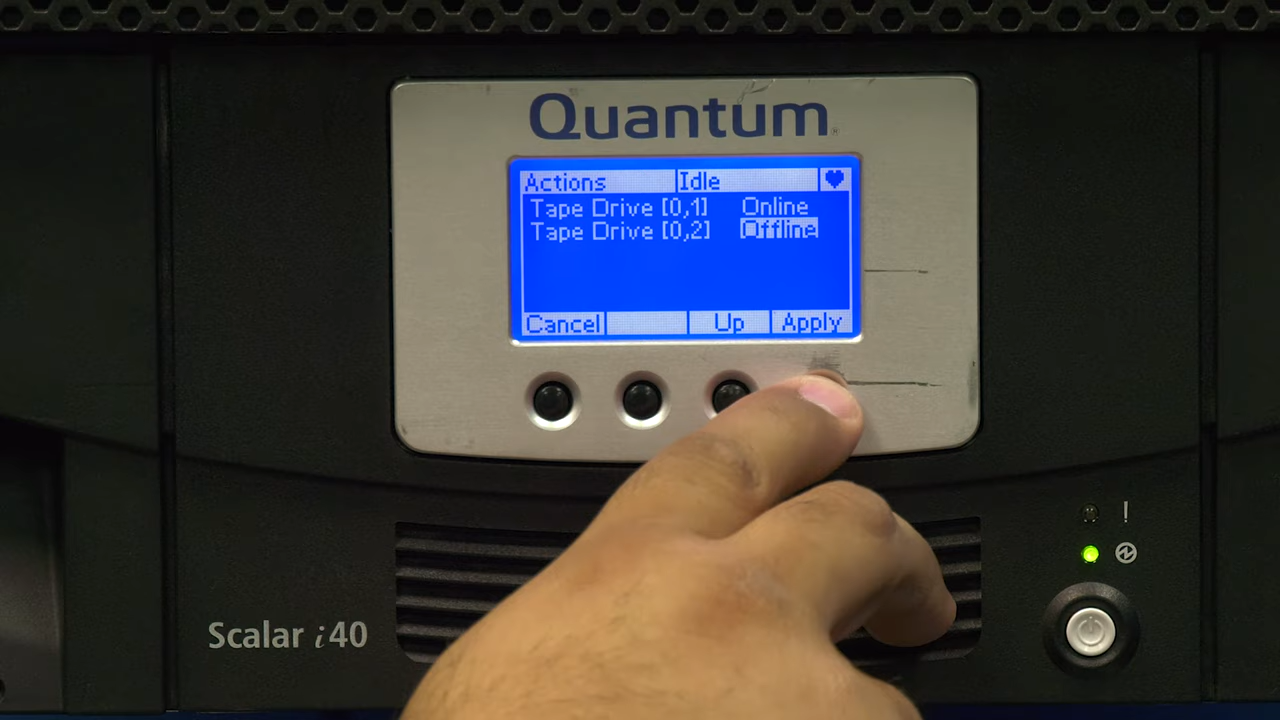 Quantum®
Actions Idle
Tape Drive [0,1] Online
Tape Drive [0,2] Offline
Cancel Up Apply
!
Scalar i40